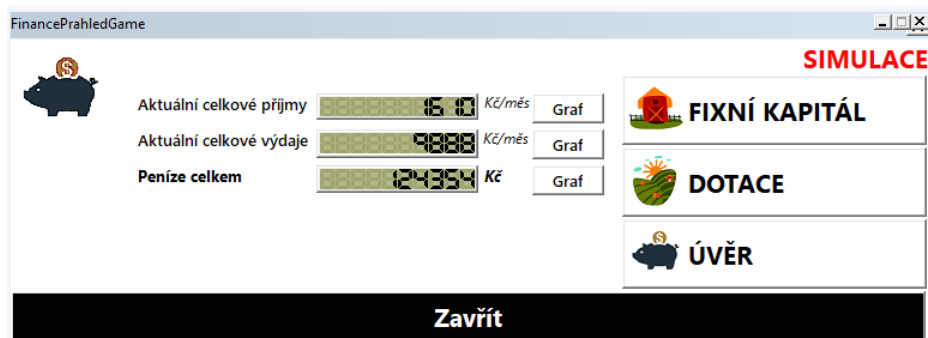 FinancePrahledGame
SIMULACE
Aktuální celkové příjmy 1610 Kč/měs Graf
Aktuální celkové výdaje 9888 Kč/měs Graf
Peníze celkem 124354 Kč Graf
FIXNÍ KAPITÁL
DOTACE
ÚVĚR
Zavřít